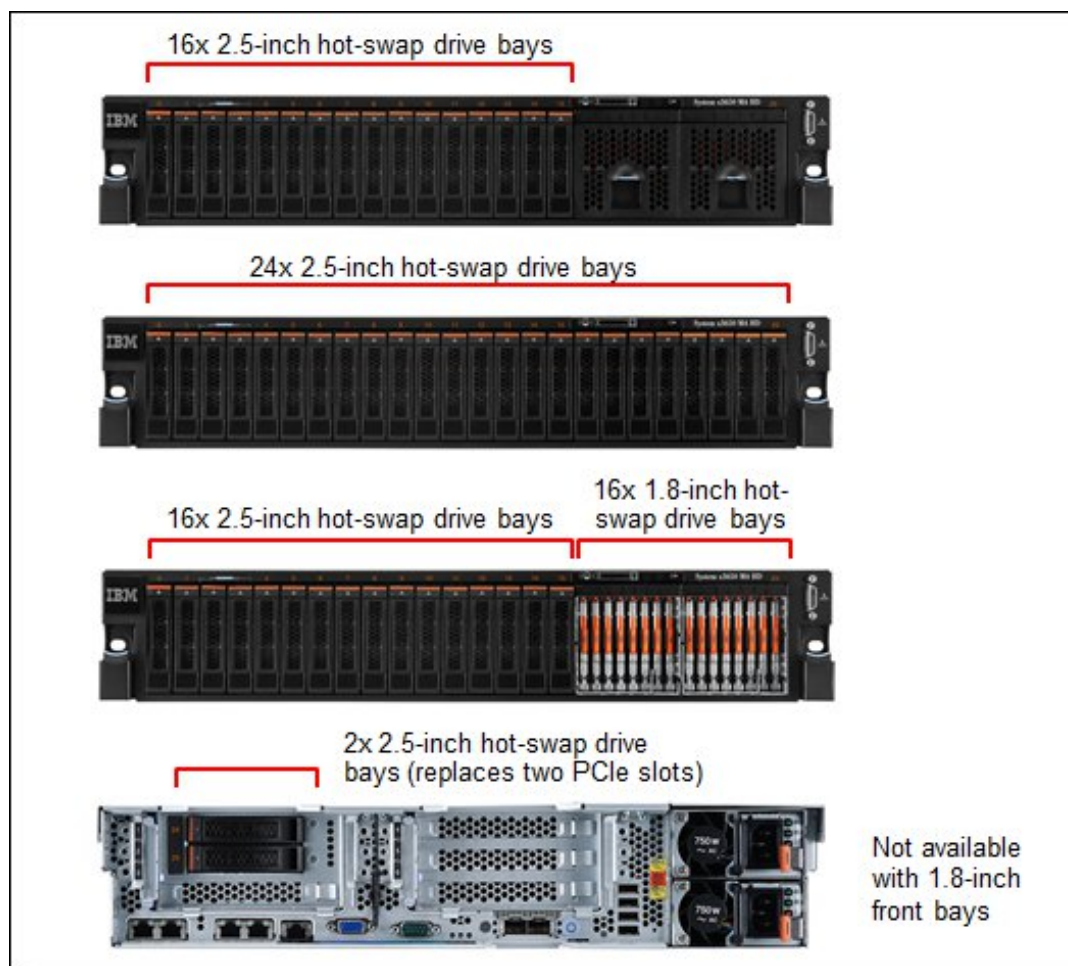 16x 2.5-inch hot-swap drive bays
IBM
24x 2.5-inch hot-swap drive bays
IBM
16x 1.8-inch hot-
swap drive bays
16x 2.5-inch hot-swap drive bays
IBM
2x 2.5-inch hot-swap drive
bays (replaces two PCIe slots)
750W
750W
Not available
with 1.8-inch
front bays